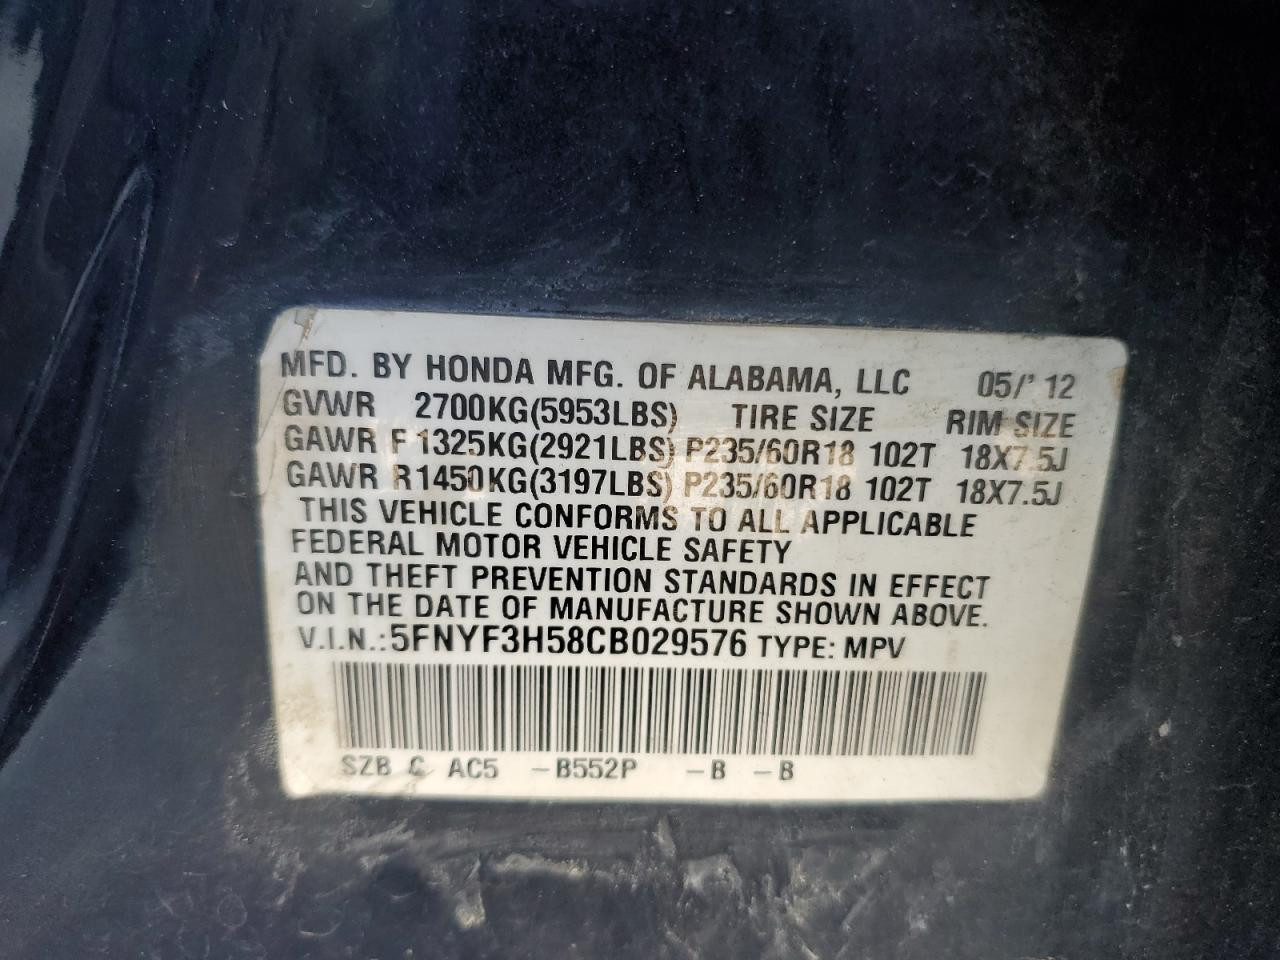 MFD. BY HONDA MFG. OF ALABAMA, LLC 05/' 12
GVWR 2700KG(5953LBS) TIRE SIZE RIM SIZE
GAWR F 1325KG(2921LBS) P235/60R18 102T 18X7.5J
GAWR R1450KG(3197LBS) P235/60R18 102T 18X7.5J
THIS VEHICLE CONFORMS TO ALL APPLICABLE
FEDERAL MOTOR VEHICLE SAFETY
AND THEFT PREVENTION STANDARDS IN EFFECT
ON THE DATE OF MANUFACTURE SHOWN ABOVE.
V.I.N.:5FNYF3H58CB029576 TYPE: MPV
SZB C AC5 -B552P -B -B